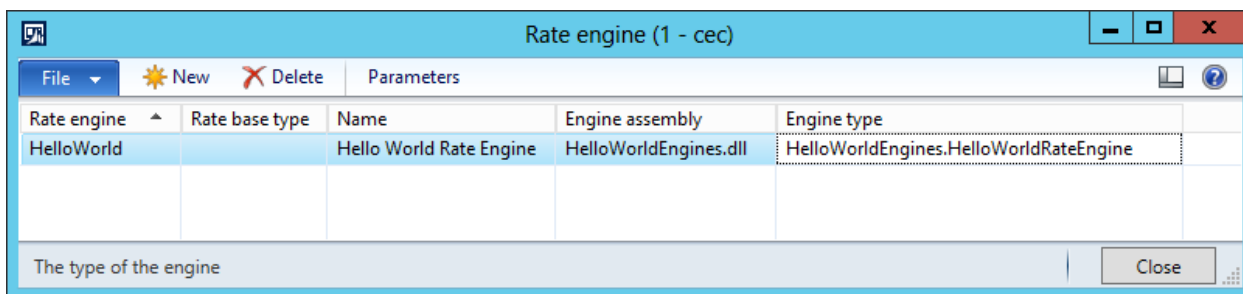 Rate engine (1 - cec)
File New Delete Parameters
Rate engine Rate base type Name Engine assembly Engine type
HelloWorld Hello World Rate Engine HelloWorldEngines.dll HelloWorldEngines.HelloWorldRateEngine
The type of the engine Close